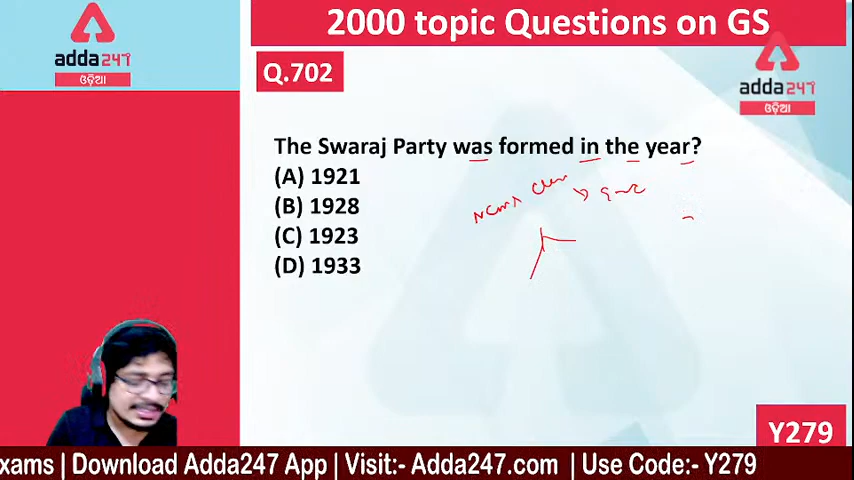 2000 topic Questions on GS
adda247
ଓଡ଼ିଆ
adda247
ଓଡ଼ିଆ
Q.702
The Swaraj Party was formed in the year?
(A) 1921
(B) 1928
(C) 1923
(D) 1933
Y279
xams | Download Adda247 App | Visit:- Adda247.com | Use Code:- Y279